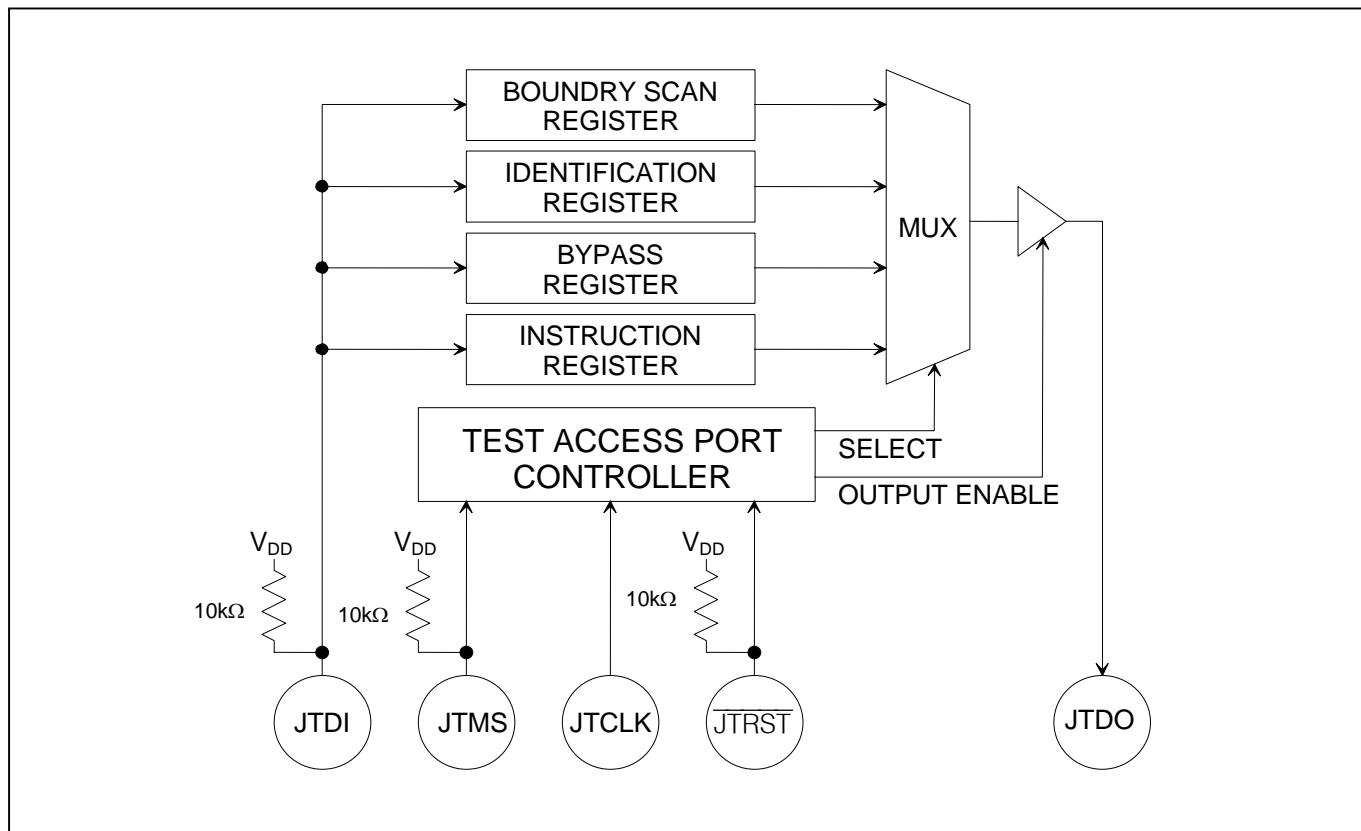 BOUNDRY SCAN
REGISTER
IDENTIFICATION
REGISTER
BYPASS
REGISTER
INSTRUCTION
REGISTER
MUX
TEST ACCESS PORT
CONTROLLER
SELECT
OUTPUT ENABLE
VDD
VDD
VDD
10kΩ
10kΩ
10kΩ
JTDI
JTMS
JTCLK
JTRST
JTDO